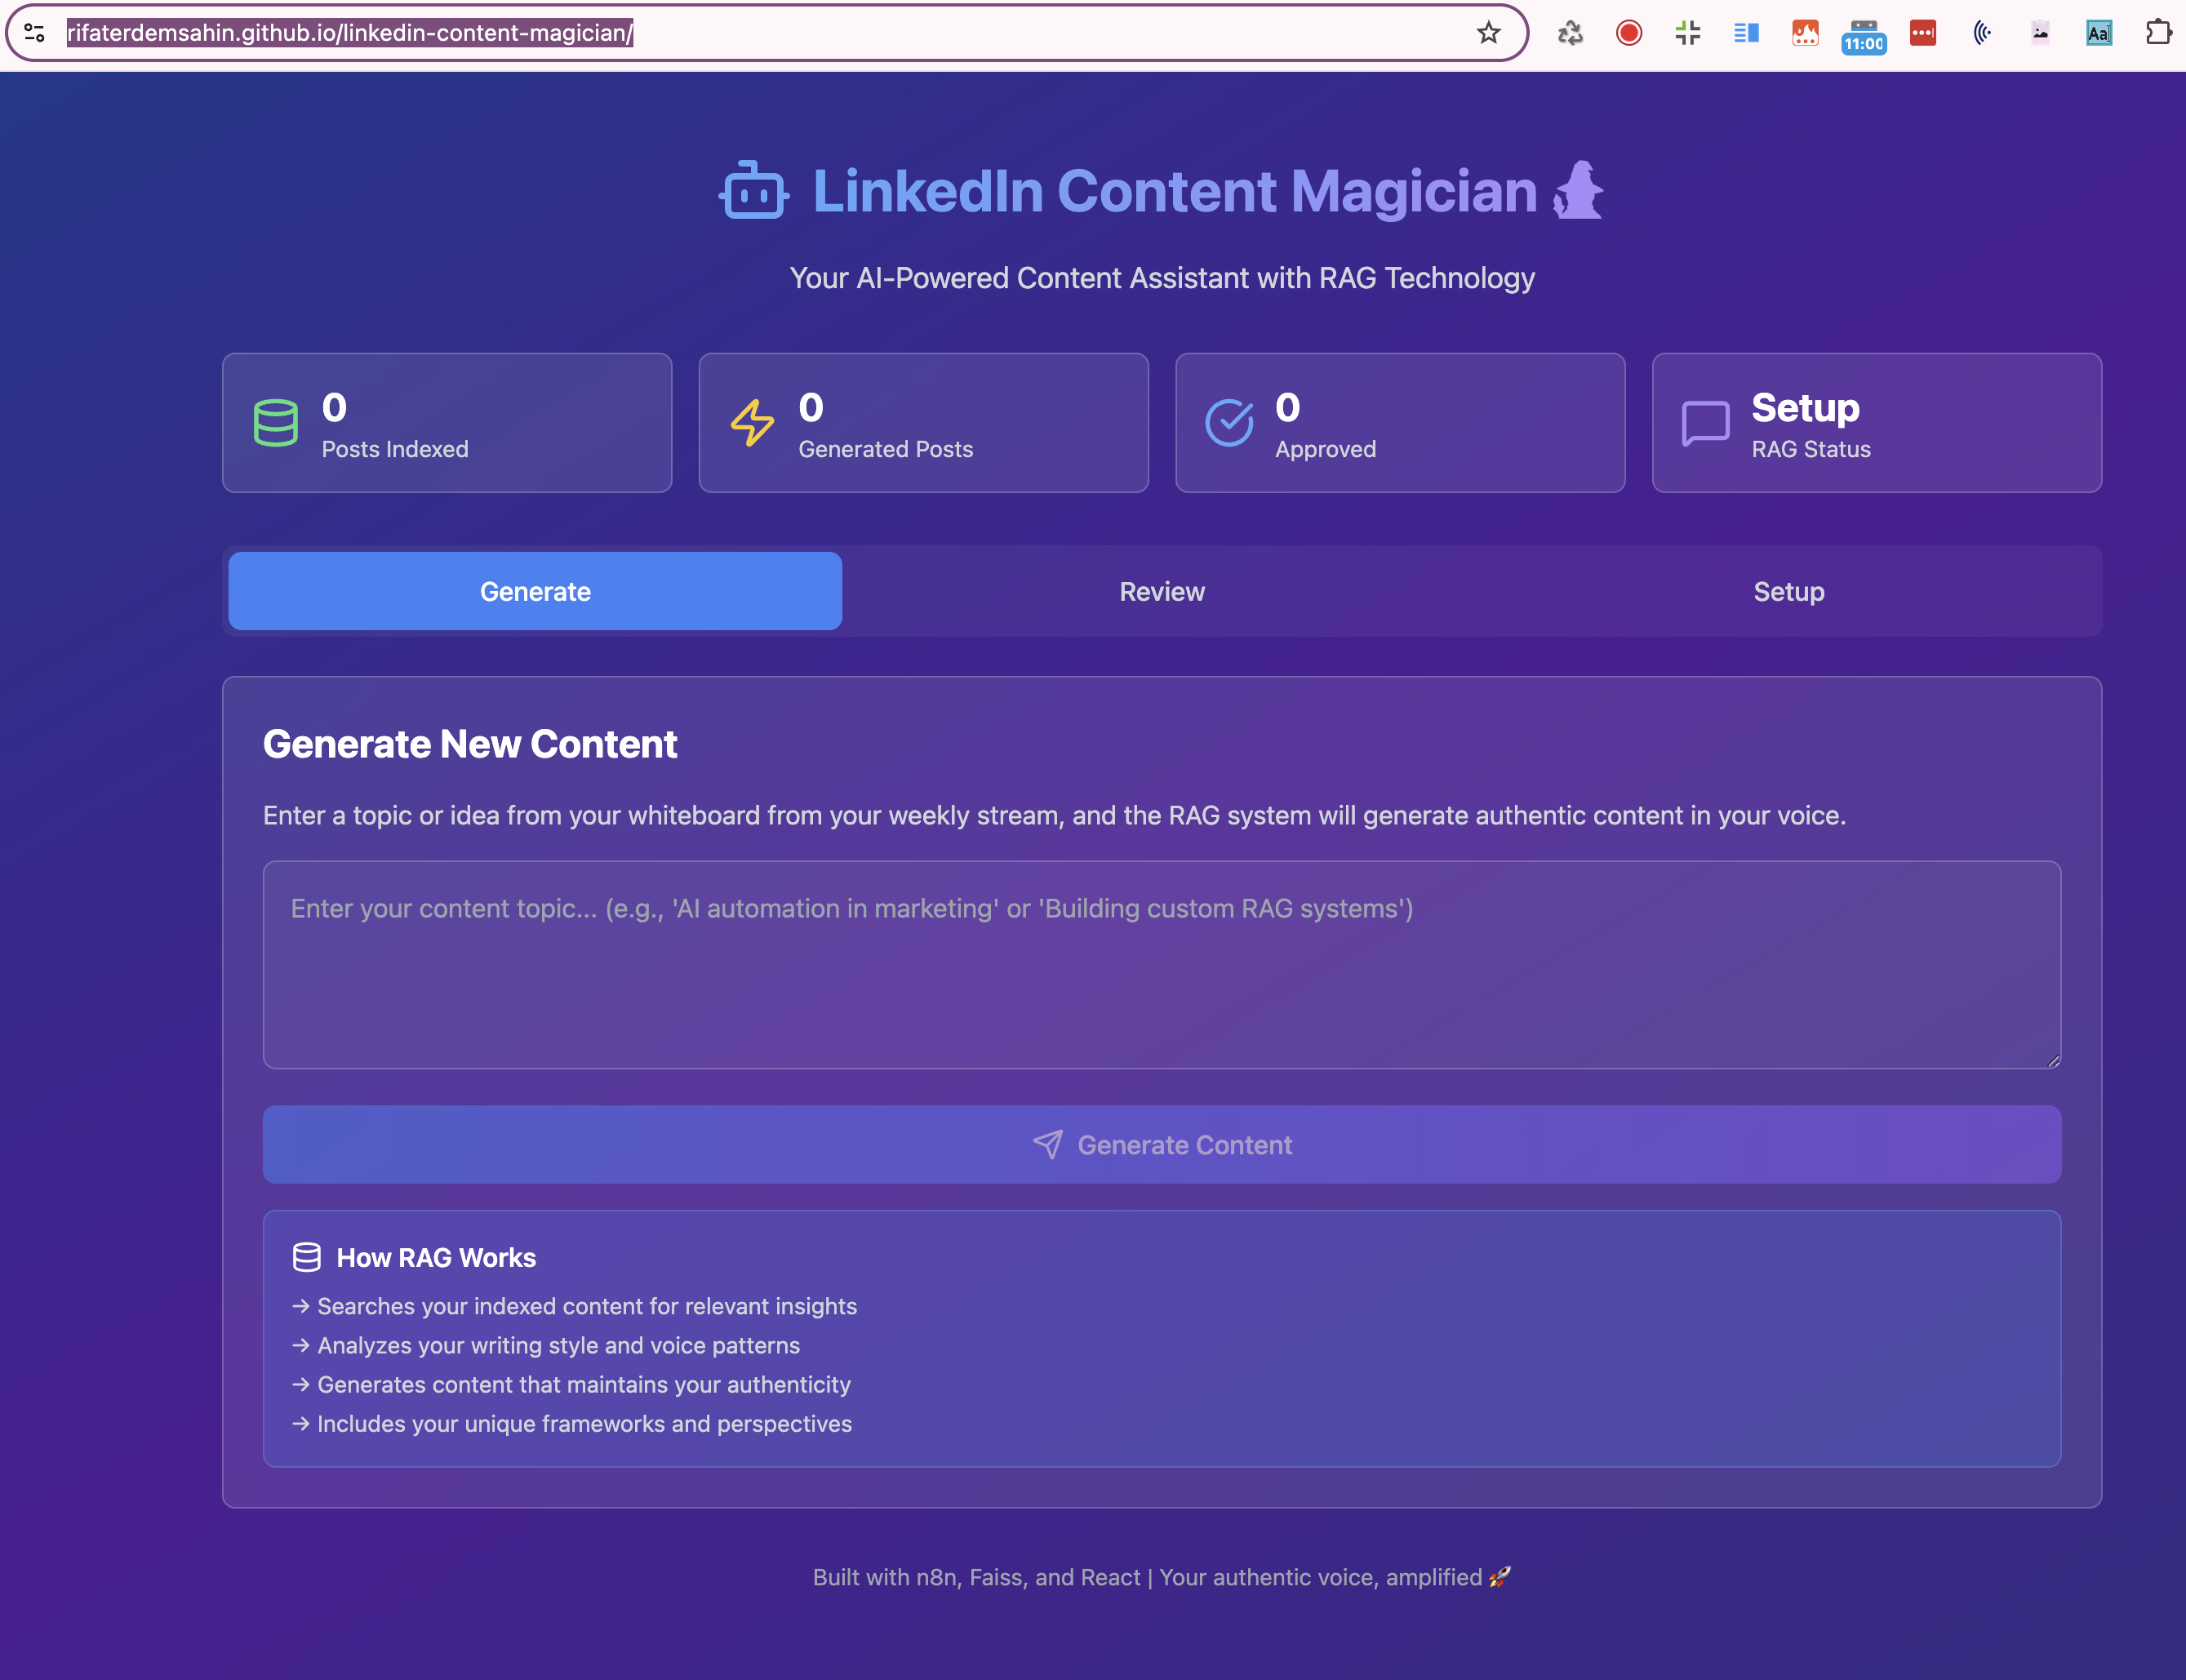 rifaterdemsahin.github.io/linkedin-content-magician/
11:00
Aa
LinkedIn Content Magician
Your AI-Powered Content Assistant with RAG Technology
0
Posts Indexed
0
Generated Posts
0
Approved
Setup
RAG Status
Generate
Review
Setup
Generate New Content
Enter a topic or idea from your whiteboard from your weekly stream, and the RAG system will generate authentic content in your voice.
Enter your content topic... (e.g., 'AI automation in marketing' or 'Building custom RAG systems')
Generate Content
How RAG Works
→ Searches your indexed content for relevant insights
→ Analyzes your writing style and voice patterns
→ Generates content that maintains your authenticity
→ Includes your unique frameworks and perspectives
Built with n8n, Faiss, and React | Your authentic voice, amplified 🚀